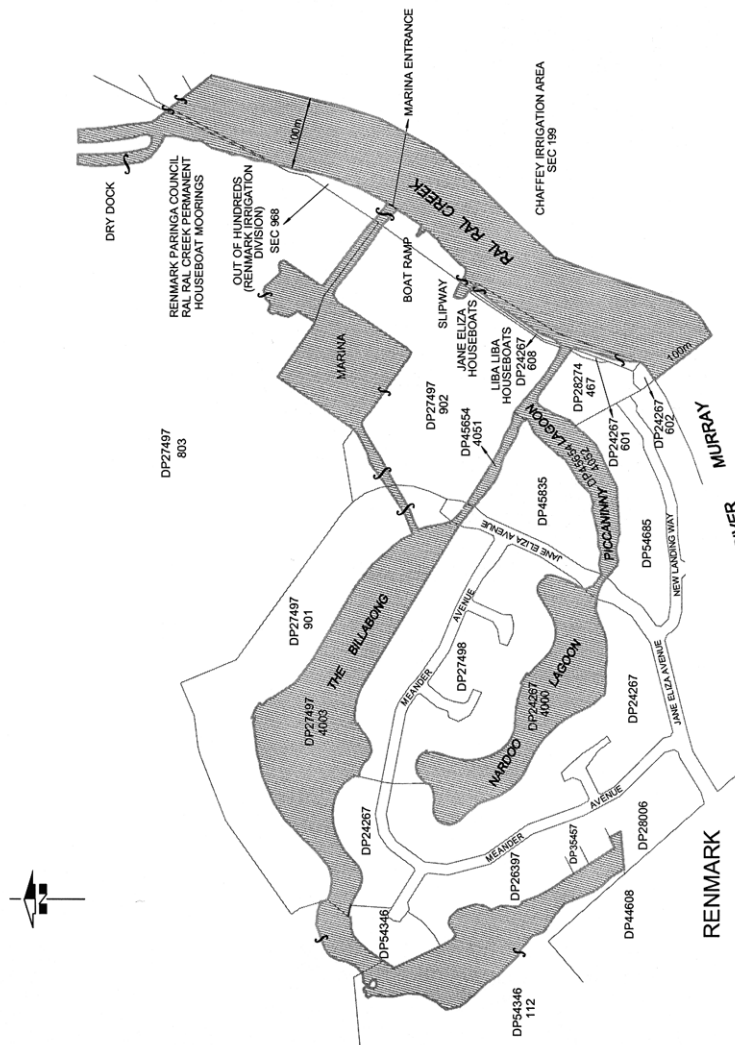 DRY DOCK
RENMARK PARINGA COUNCIL
RAL RAL CREEK PERMANENT
HOUSEBOAT MOORINGS
OUT OF HUNDREDS
(RENMARK IRRIGATION
DIVISION)
SEC 968
100m
MARINA ENTRANCE
CHAFFEY IRRIGATION AREA
SEC 199
RAL RAL CREEK
BOAT RAMP
SLIPWAY
JANE ELIZA
HOUSEBOATS
LIBA LIBA
HOUSEBOATS
DP24267
608
MARINA
DP27497
803
DP27497
902
DP45654
4051
DP28274
467
DP24267
601
DP24267
602
100m
MURRAY
RIVER
PICCANINNY LAGOON
DP45654
4052
DP45835
DP54685
NEW LANDING WAY
JANE ELIZA AVENUE
JANE ELIZA AVENUE
DP27497
901
THE BILLABONG
DP27497
4003
MEANDER AVENUE
DP27498
NARDOO LAGOON
DP24267
4000
DP24267
DP24267
MEANDER AVENUE
DP35457
DP28006
DP26397
DP54346
DP44608
DP54346
112
RENMARK
N